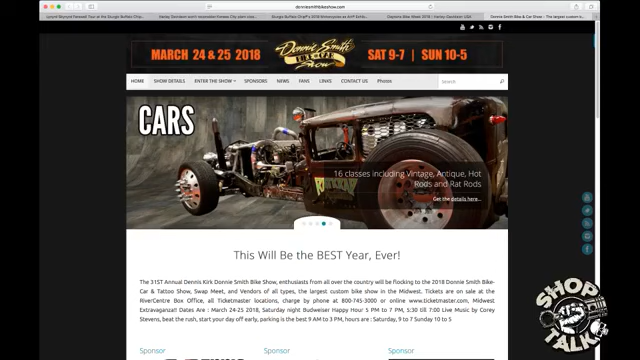 donniesmithbikeshow.com
MARCH 24 & 25 2018
Donnie Smith
BIKE & CAR
Show
SAT 9-7 | SUN 10-5
HOME
SHOW DETAILS
ENTER THE SHOW
SPONSORS
NEWS
FANS
LINKS
CONTACT US
Photos
Search
CARS
16 classes including Vintage, Antique, Hot
Rods and Rat Rods
Get the details here...
This Will Be the BEST Year, Ever!
The 31ST Annual Dennis Kirk Donnie Smith Bike Show, enthusiasts from all over the country will be flocking to the 2018 Donnie Smith Bike-
Car & Tattoo Show, Swap Meet, and Vendors of all types, the largest custom bike show in the Midwest. Tickets are on sale at the
RiverCentre Box Office, all Ticketmaster locations, charge by phone at 800-745-3000 or online www.ticketmaster.com, Midwest
Extravaganza!! Dates Are : March 24-25 2018, Saturday night Budweiser Happy Hour 5 PM to 7 PM, 5:30 GR 7:00 Live Music by Corey
Stevens, beat the rush, start your day off early, parking is the best 9 AM to 3 PM, hours are : Saturday, 9 to 7 Sunday 10 to 5
Sponsor
Sponsor
Sponsor
SHOP
TALK